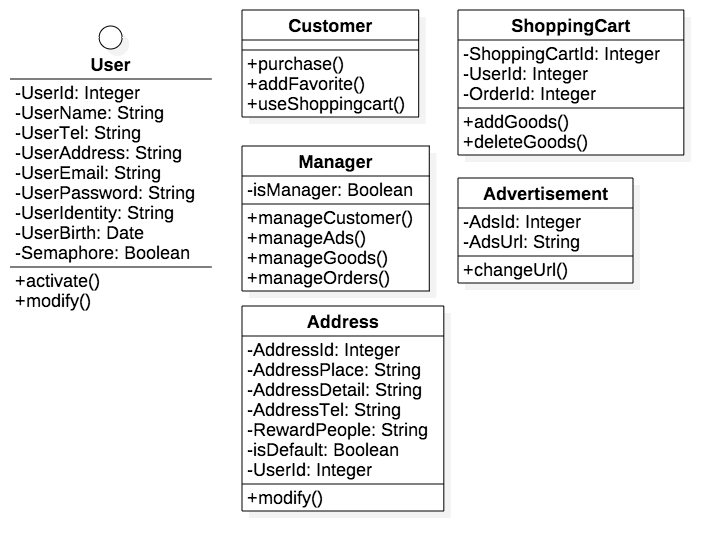 User
-UserId: Integer
-UserName: String
-UserTel: String
-UserAddress: String
-UserEmail: String
-UserPassword: String
-UserIdentity: String
-UserBirth: Date
-Semaphore: Boolean
+activate()
+modify()
Customer
+purchase()
+addFavorite()
+useShoppingcart()
Manager
-isManager: Boolean
+manageCustomer()
+manageAds()
+manageGoods()
+manageOrders()
Address
-AddressId: Integer
-AddressPlace: String
-AddressDetail: String
-AddressTel: String
-RewardPeople: String
-isDefault: Boolean
-UserId: Integer
+modify()
ShoppingCart
-ShoppingCartId: Integer
-UserId: Integer
-OrderId: Integer
+addGoods()
+deleteGoods()
Advertisement
-AdsId: Integer
-AdsUrl: String
+changeUrl()